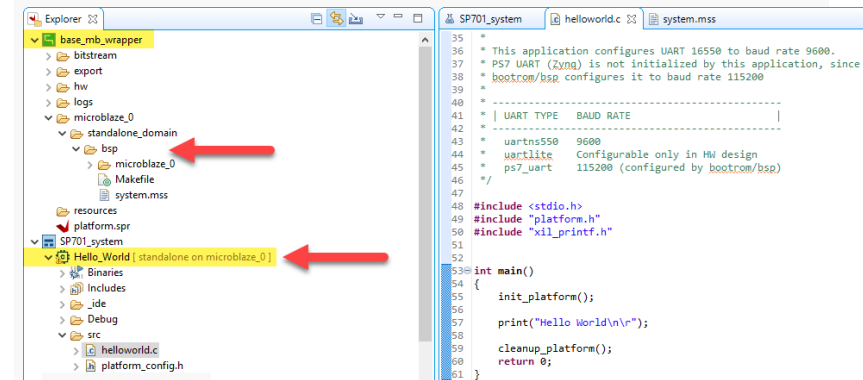 Explorer
base_mb_wrapper
bitstream
export
hw
logs
microblaze_0
standalone_domain
bsp
microblaze_0
Makefile
system.mss
resources
platform.spr
SP701_system
Hello_World [ standalone on microblaze_0 ]
Binaries
Includes
_ide
Debug
src
helloworld.c
platform_config.h
SP701_system helloworld.c system.mss
35 *
36 * This application configures UART 16550 to baud rate 9600.
37 * PS7 UART (Zynq) is not initialized by this application, since
38 * bootrom/bsp configures it to baud rate 115200
39 *
40 * ------------------------------------------------
41 * | UART TYPE   BAUD RATE                        |
42 * ------------------------------------------------
43 *   uartns550   9600
44 *   uartlite    Configurable only in HW design
45 *   ps7_uart    115200 (configured by bootrom/bsp)
46 */
47
48 #include <stdio.h>
49 #include "platform.h"
50 #include "xil_printf.h"
51
52
53 int main()
54 {
55     init_platform();
56
57     print("Hello World\n\r");
58
59     cleanup_platform();
60     return 0;
61 }